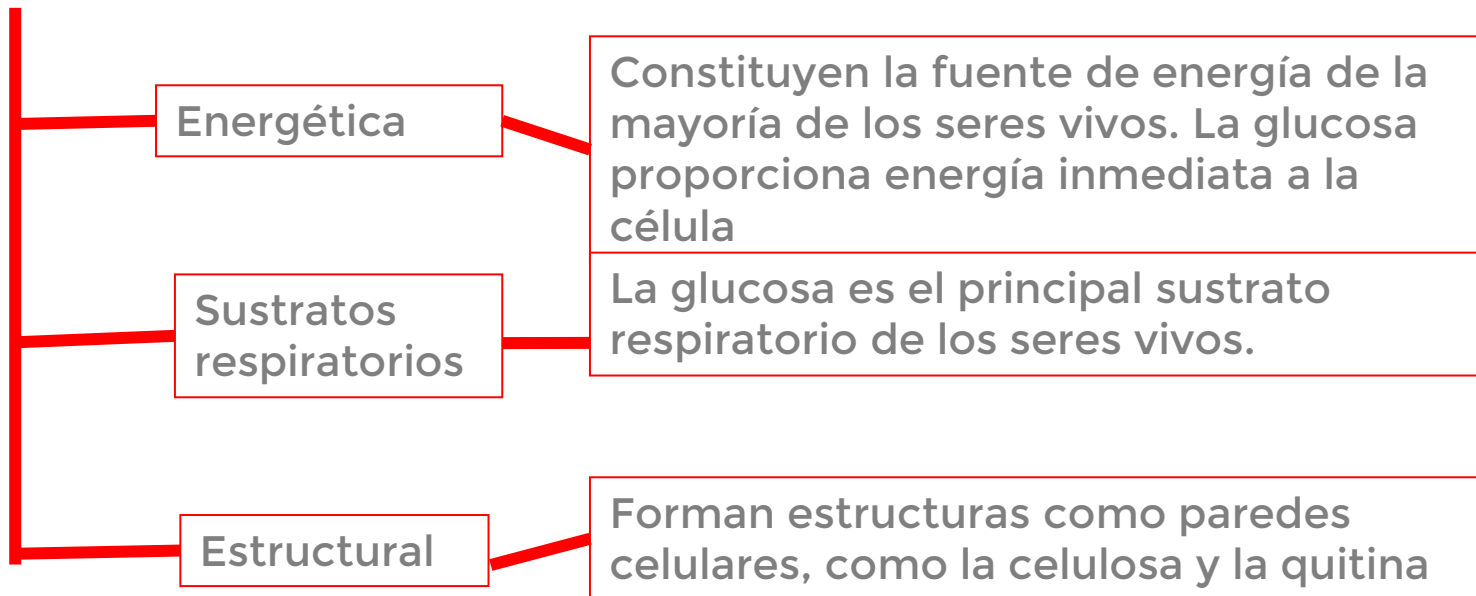 Energética
Constituyen la fuente de energía de la
mayoría de los seres vivos. La glucosa
proporciona energía inmediata a la
célula
Sustratos
respiratorios
La glucosa es el principal sustrato
respiratorio de los seres vivos.
Estructural
Forman estructuras como paredes
celulares, como la celulosa y la quitina